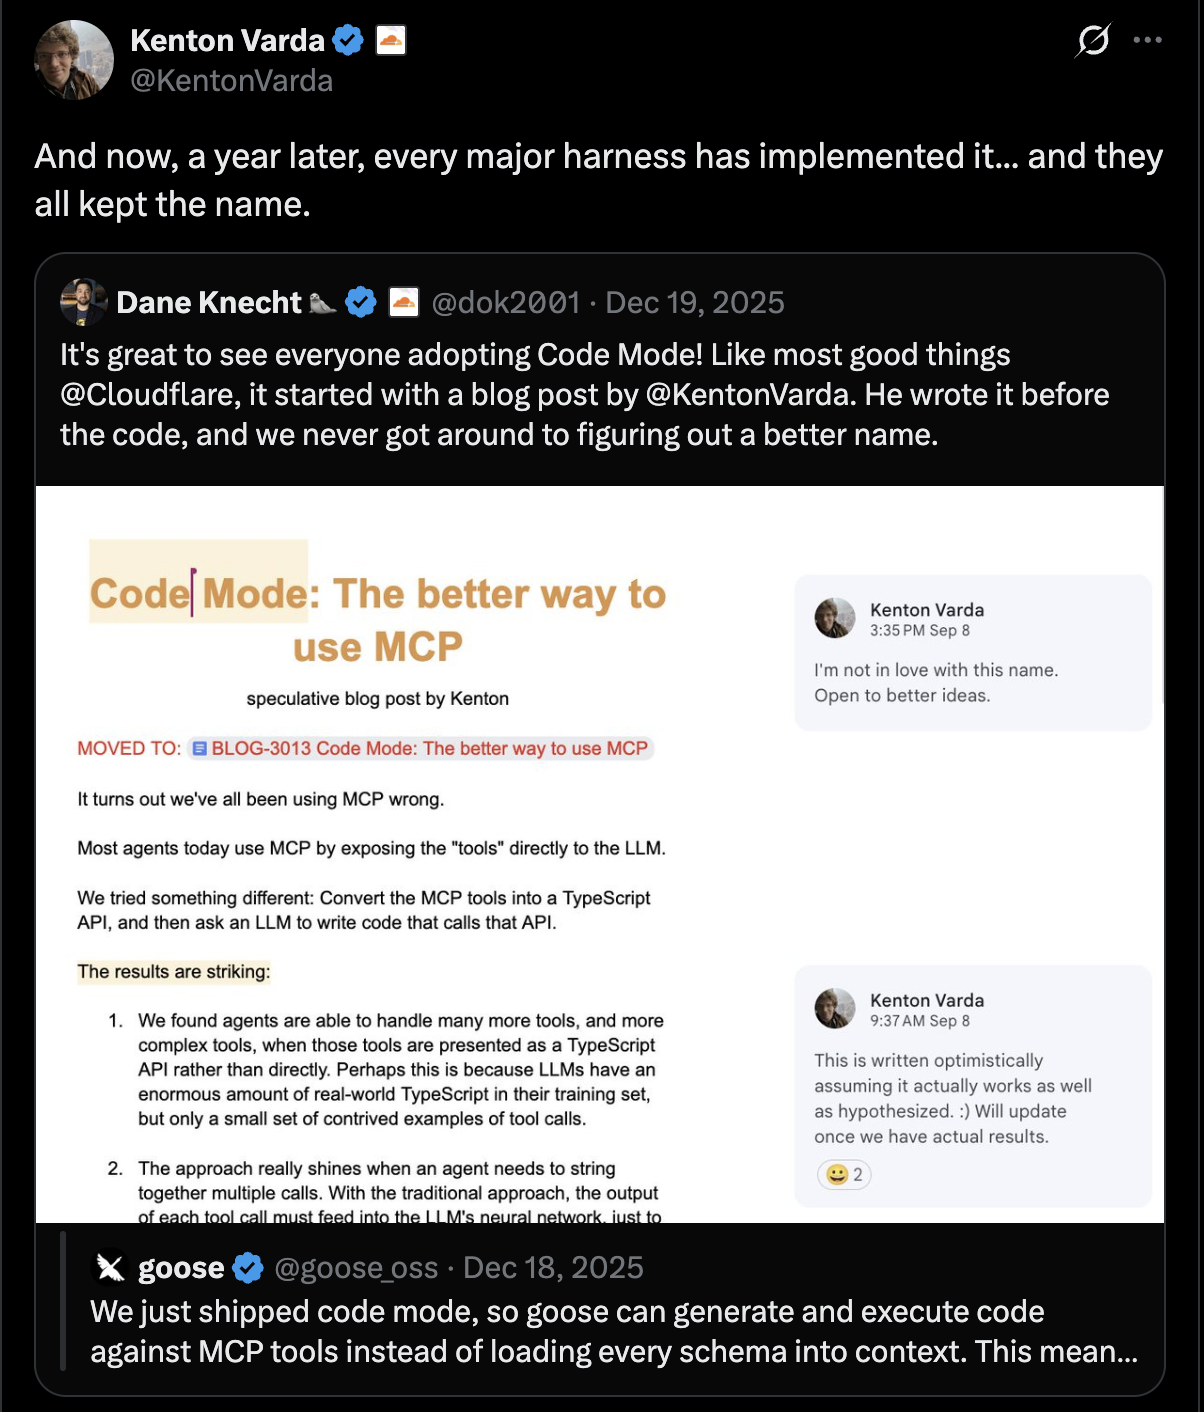 Kenton Varda
@KentonVarda
And now, a year later, every major harness has implemented it... and they
all kept the name.
Dane Knecht @dok2001 · Dec 19, 2025
It's great to see everyone adopting Code Mode! Like most good things
@Cloudflare, it started with a blog post by @KentonVarda. He wrote it before
the code, and we never got around to figuring out a better name.
Code Mode: The better way to
use MCP
speculative blog post by Kenton
MOVED TO: BLOG-3013 Code Mode: The better way to use MCP
It turns out we've all been using MCP wrong.
Most agents today use MCP by exposing the "tools" directly to the LLM.
We tried something different: Convert the MCP tools into a TypeScript
API, and then ask an LLM to write code that calls that API.
The results are striking:
1. We found agents are able to handle many more tools, and more
complex tools, when those tools are presented as a TypeScript
API rather than directly. Perhaps this is because LLMs have an
enormous amount of real-world TypeScript in their training set,
but only a small set of contrived examples of tool calls.
2. The approach really shines when an agent needs to string
together multiple calls. With the traditional approach, the output
of each tool call must feed into the LLM's neural network, just to
Kenton Varda
3:35 PM Sep 8
I'm not in love with this name.
Open to better ideas.
Kenton Varda
9:37 AM Sep 8
This is written optimistically
assuming it actually works as well
as hypothesized. :) Will update
once we have actual results.
😀 2
goose @goose_oss · Dec 18, 2025
We just shipped code mode, so goose can generate and execute code
against MCP tools instead of loading every schema into context. This mean...